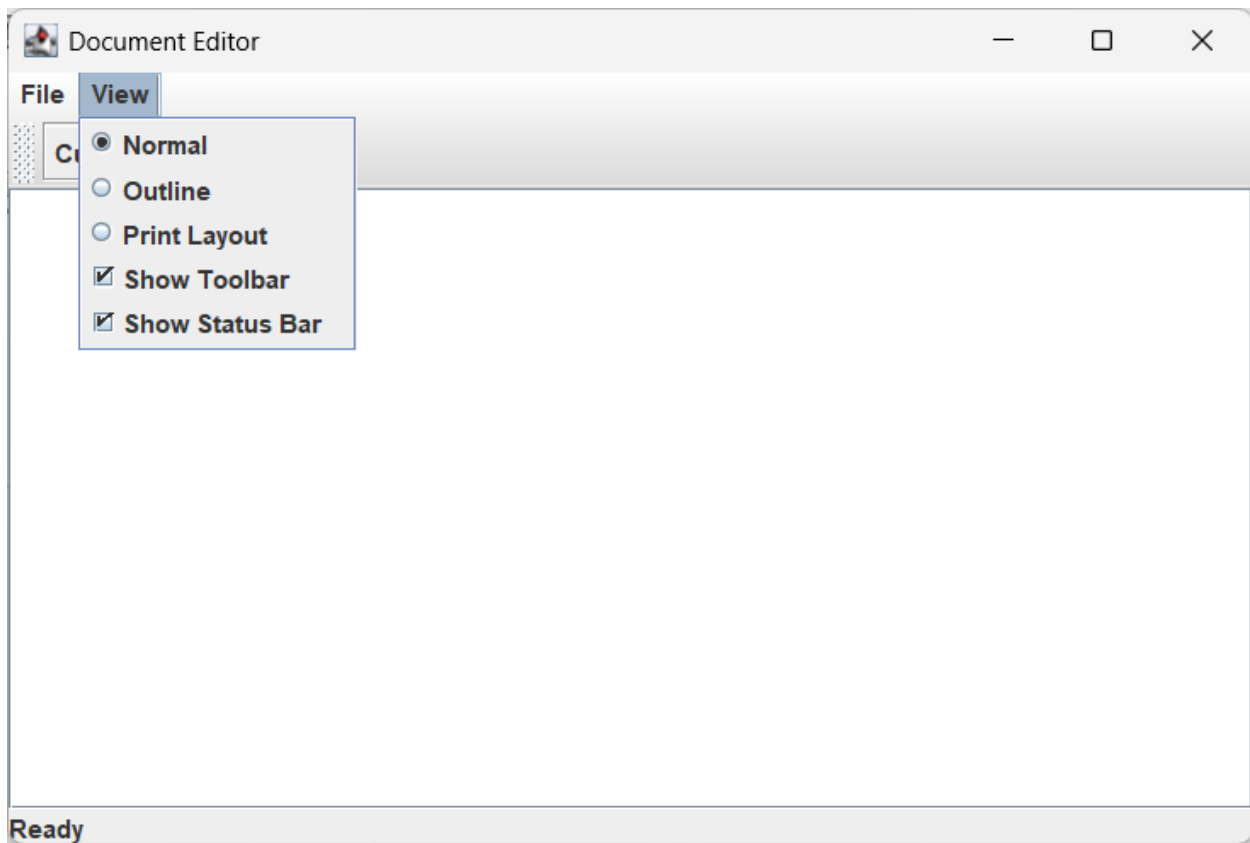 Document Editor
File View
Normal
Outline
Print Layout
Show Toolbar
Show Status Bar
Ready